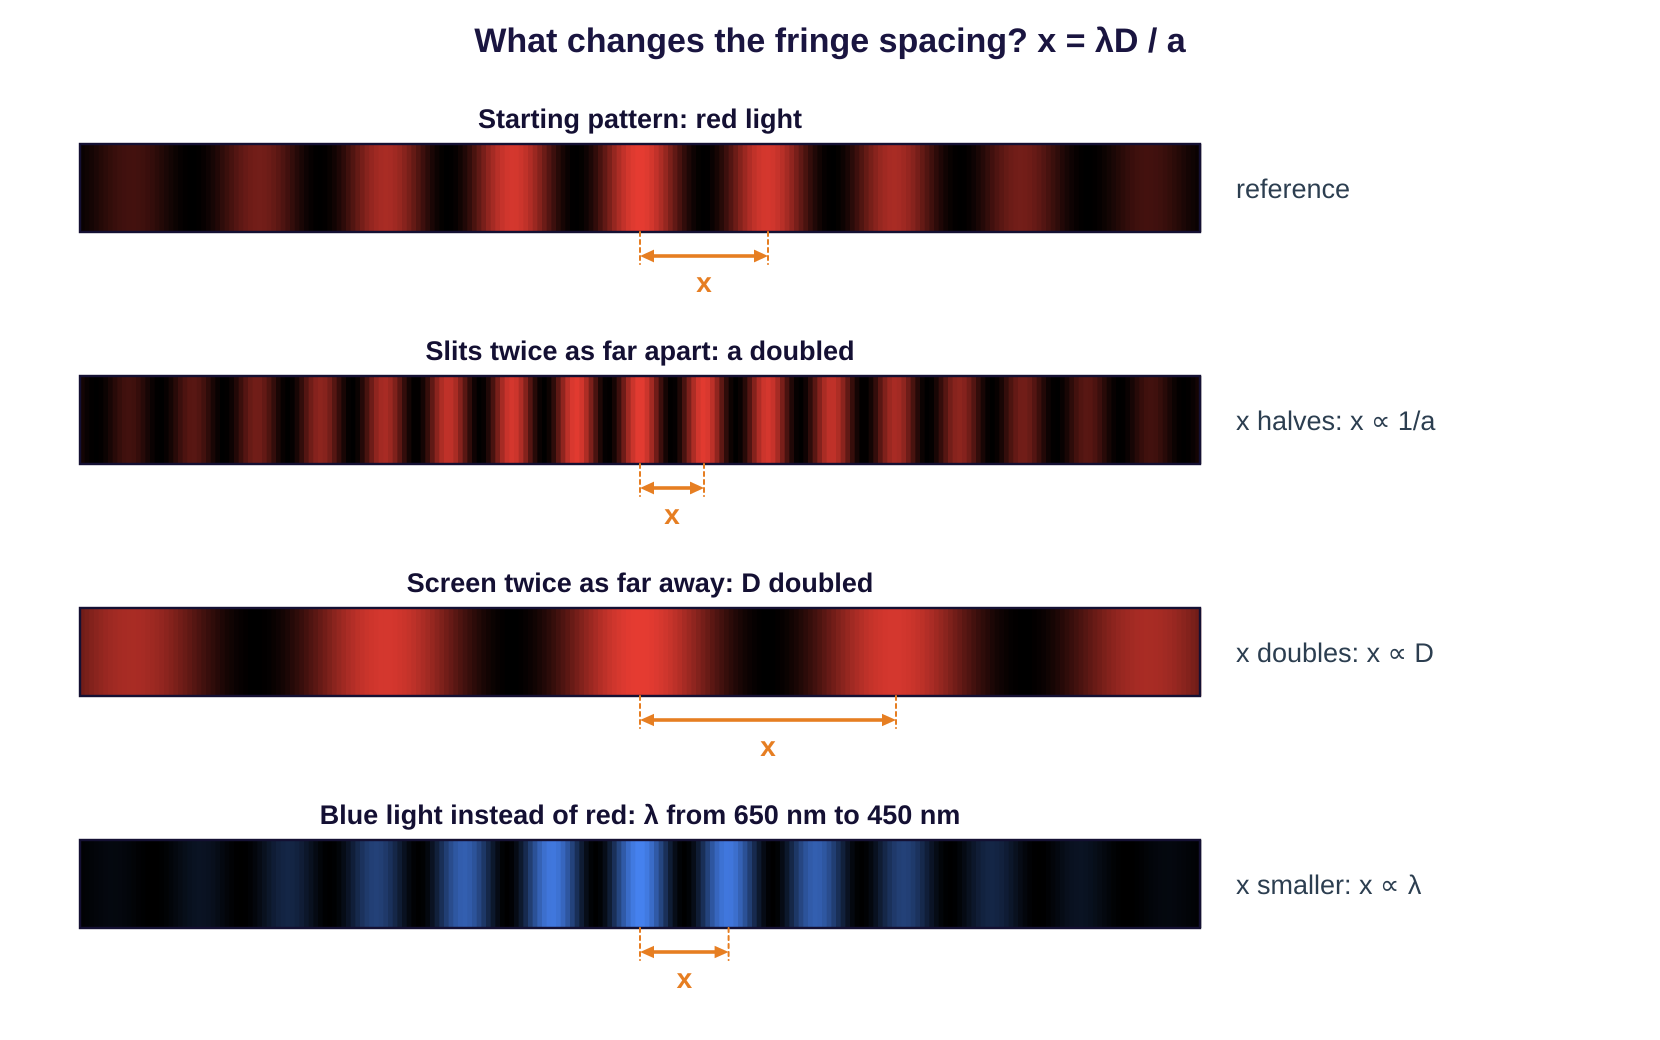 What changes the fringe spacing? x = λD / a
Starting pattern: red light
reference
x
Slits twice as far apart: a doubled
x halves: x ∝ 1/a
x
Screen twice as far away: D doubled
x doubles: x ∝ D
x
Blue light instead of red: λ from 650 nm to 450 nm
x smaller: x ∝ λ
x